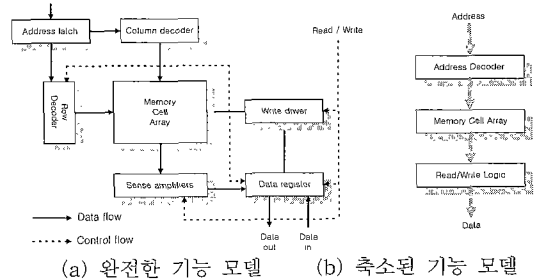 Address latch
Column decoder
Read / Write
Row
Decoder
Memory
Cell
Array
Write driver
Sense amplifiers
Data register
Data flow
Control flow
Data
out
Data
in
(a) 완전한 기능 모델
Address
Address Decoder
Memory Cell Array
Read/Write Logic
Data
(b) 축소된 기능 모델